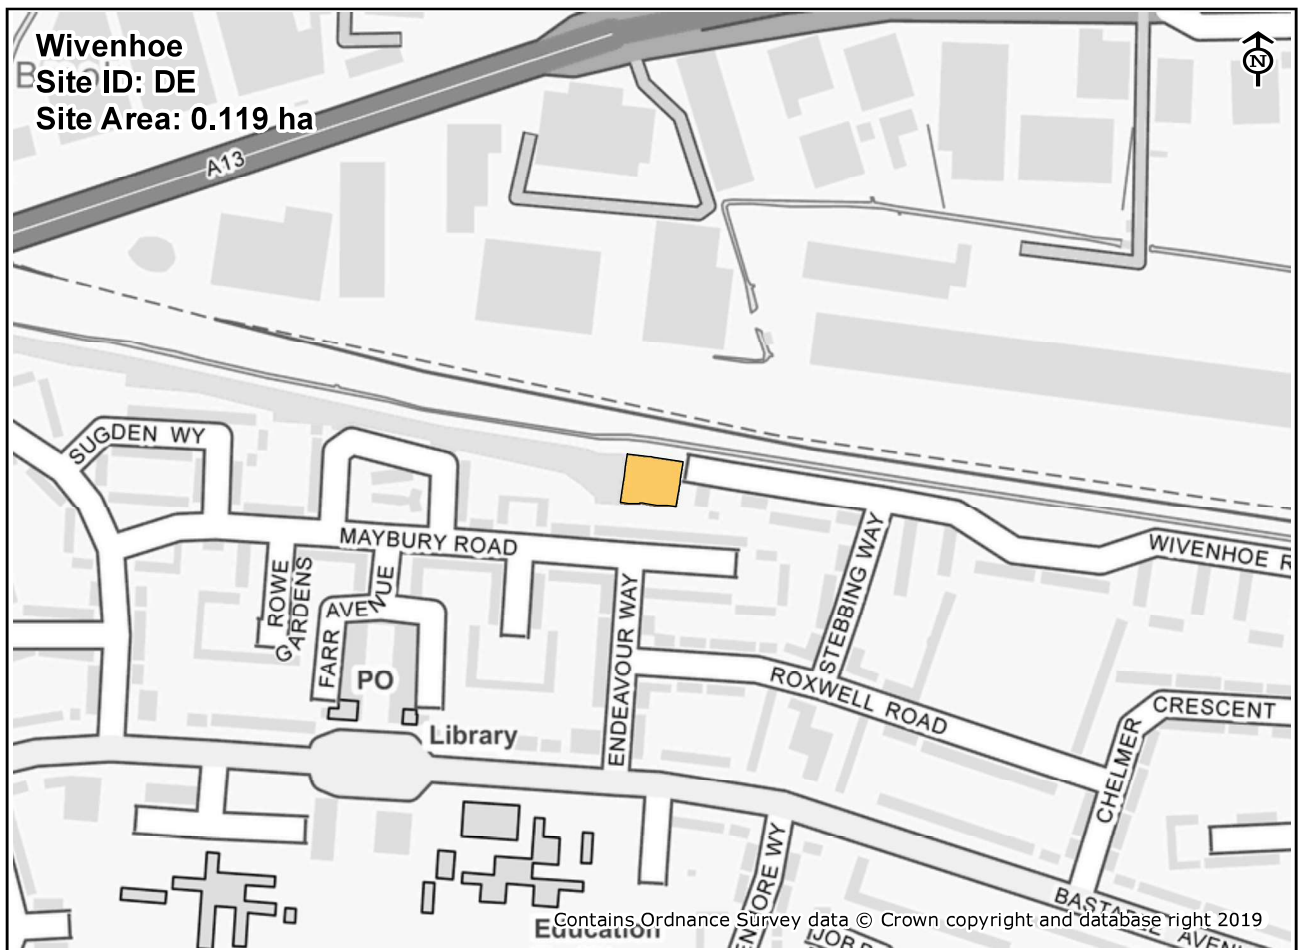 Wivenhoe
Site ID: DE
Site Area: 0.119 ha
N
A13
SUGDEN WY
MAYBURY ROAD
WIVENHOE R
ROWE
GARDENS
FARR AVENUE
STEBBING WAY
ENDEAVOUR WAY
PO
ROXWELL ROAD
CHELMER
CRESCENT
Library
Education
Contains Ordnance Survey data © Crown copyright and database right 2019